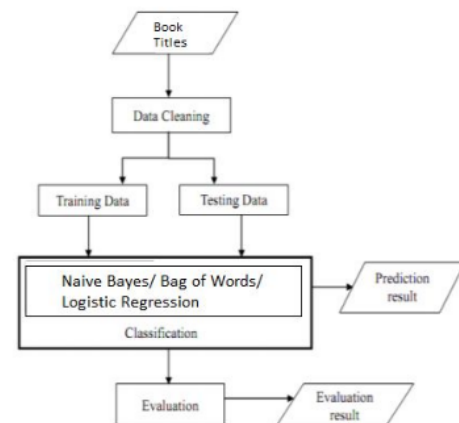 Book
Titles
Data Cleaning
Training Data
Testing Data
Naive Bayes/ Bag of Words/
Logistic Regression
Classification
Prediction
result
Evaluation
Evaluation
result